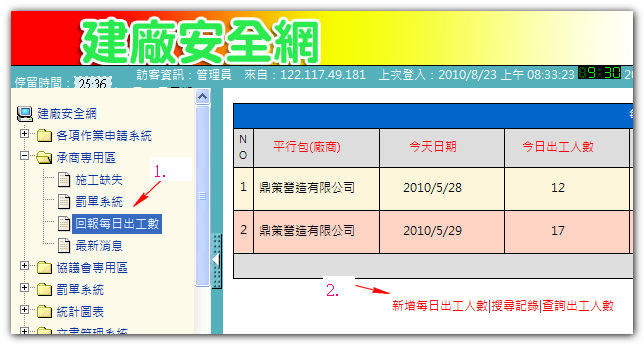 建廠安全網
停留時間：25:36 訪客資訊：管理員 來自：122.117.49.181 上次登入：2010/8/23 上午 08:33:23 9:30 20
建廠安全網
各項作業申請系統
承商專用區
施工缺失
1.
罰單系統
回報每日出工數
最新消息
協議會專用區
罰單系統
統計圖表
文書管理系統
NO 平行包(廠商) 今天日期 今日出工人數
1 鼎策營造有限公司 2010/5/28 12
2 鼎策營造有限公司 2010/5/29 17
2.
新增每日出工人數|搜尋記錄|查詢出工人數